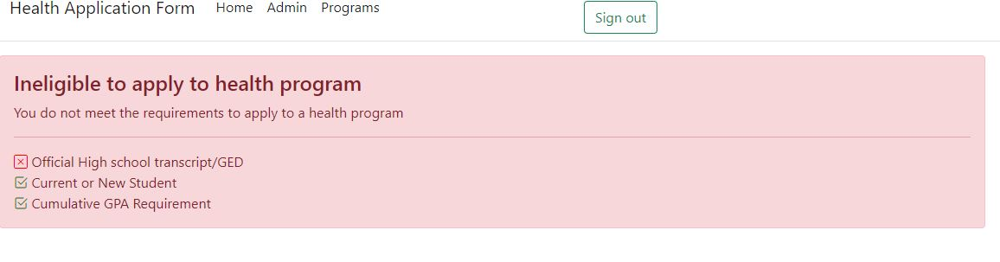 Health Application Form Home Admin Programs Sign out
Ineligible to apply to health program
You do not meet the requirements to apply to a health program
Official High school transcript/GED
Current or New Student
Cumulative GPA Requirement